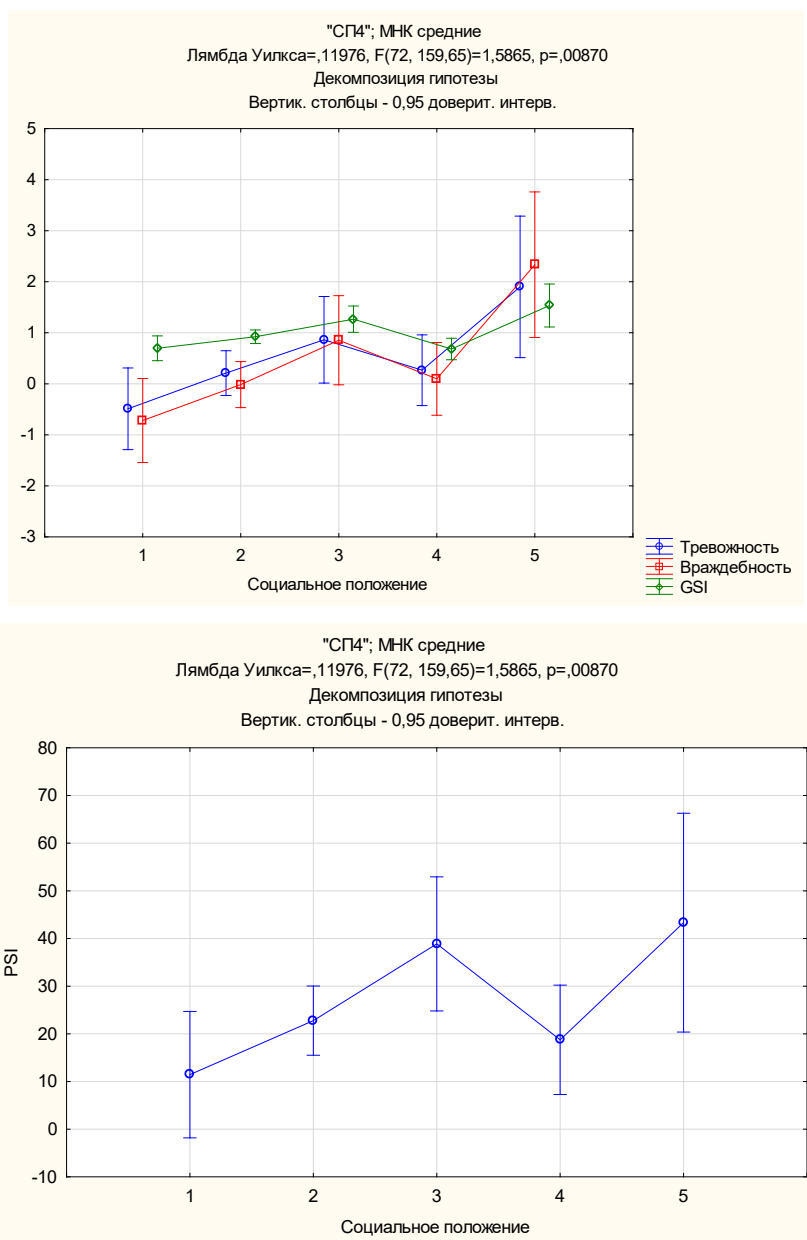 "СП4"; МНК средние
Лямбда Уилкса=,11976, F(72, 159,65)=1,5865, p=,00870
Декомпозиция гипотезы
Вертик. столбцы - 0,95 доверит. интерв.
5
4
3
2
1
0
-1
-2
-3
1 2 3 4 5
Социальное положение
Тревожность
Враждебность
GSI
"СП4"; МНК средние
Лямбда Уилкса=,11976, F(72, 159,65)=1,5865, p=,00870
Декомпозиция гипотезы
Вертик. столбцы - 0,95 доверит. интерв.
80
70
60
50
40
30
20
10
0
-10
PSI
1 2 3 4 5
Социальное положение